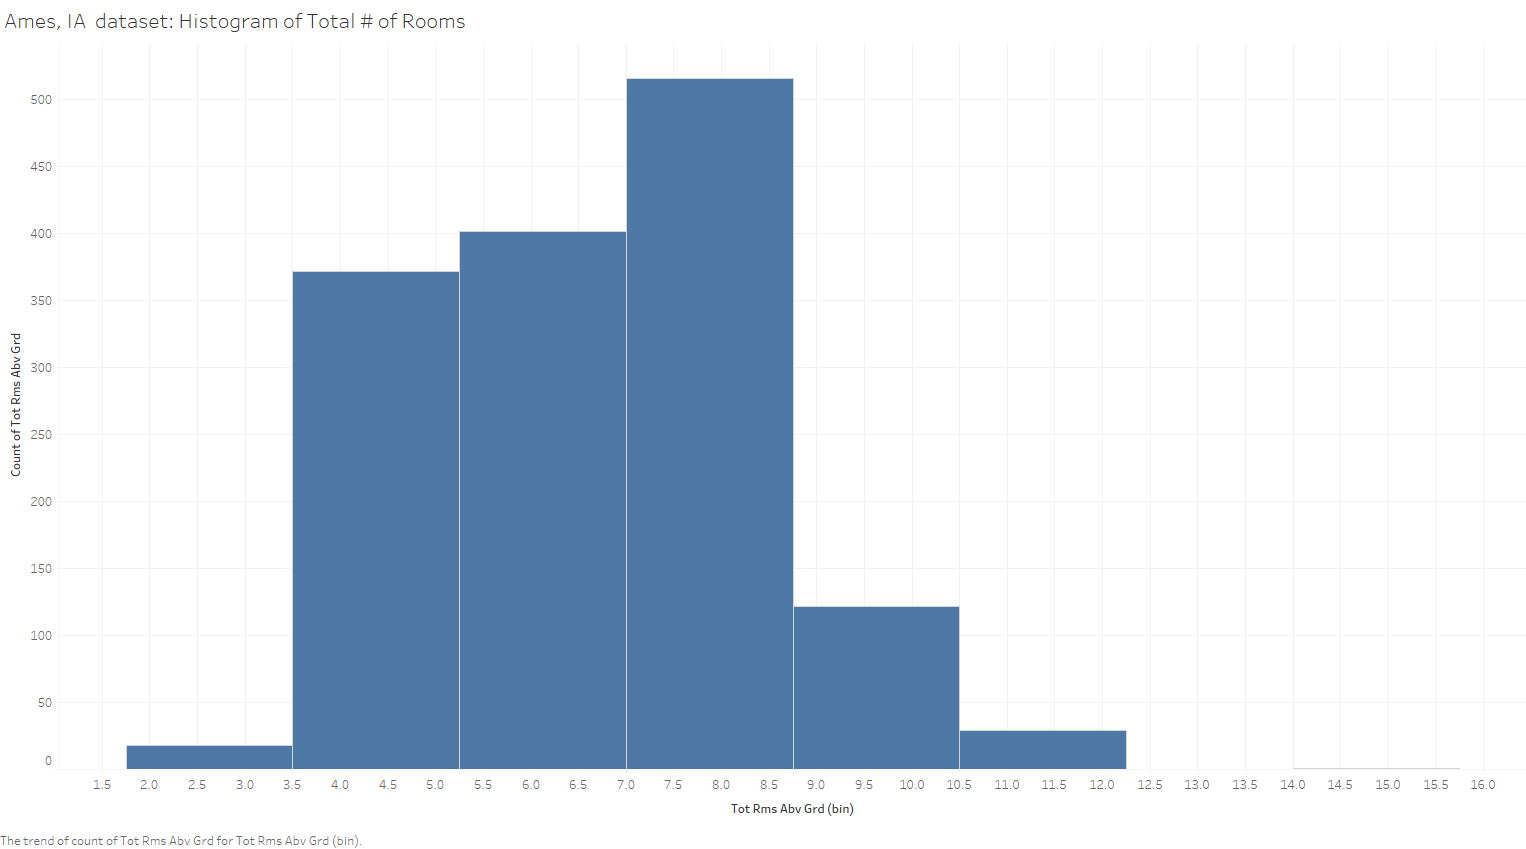 Ames, IA  dataset: Histogram of Total # of Rooms
500
450
400
350
300
250
200
150
100
50
0
Count of Tot Rms Abv Grd
1.5 2.0 2.5 3.0 3.5 4.0 4.5 5.0 5.5 6.0 6.5 7.0 7.5 8.0 8.5 9.0 9.5 10.0 10.5 11.0 11.5 12.0 12.5 13.0 13.5 14.0 14.5 15.0 15.5 16.0
Tot Rms Abv Grd (bin)
The trend of count of Tot Rms Abv Grd for Tot Rms Abv Grd (bin).